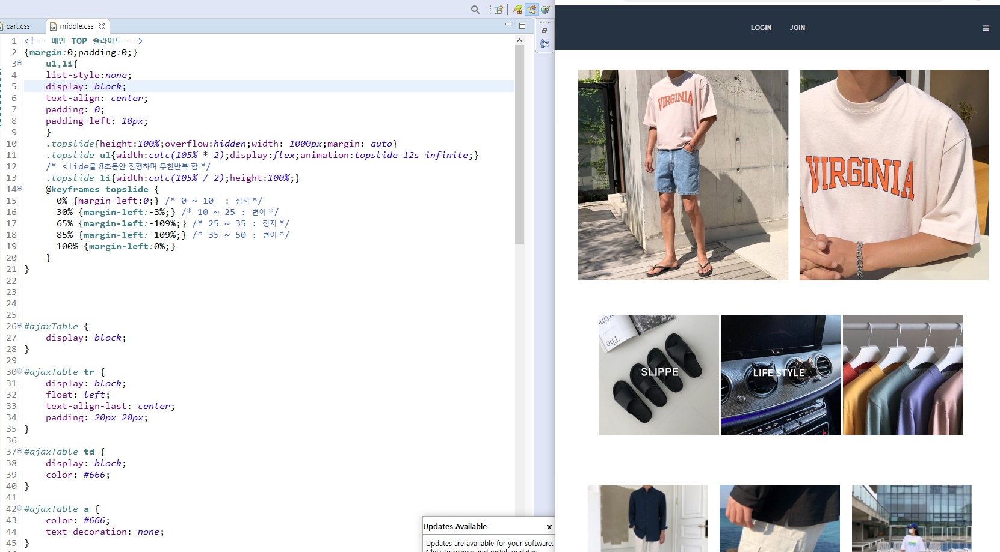 cart.css
middle.css
1 <!-- 메인 TOP 슬라이드 -->
2 {margin:0;padding:0;}
3 ul,li{
4 list-style:none;
5 display: block;
6 text-align: center;
7 padding: 0;
8 padding-left: 10px;
9 }
10 .topslide{height:100%;overflow:hidden;width: 1000px;margin: auto}
11 .topslide ul{width:calc(105% * 2);display:flex;animation:topslide 12s infinite;}
12 /* slide를 8초동안 진행하며 무한반복 함 */
13 .topslide li{width:calc(105% / 2);height:100%;}
14 @keyframes topslide {
15 0% {margin-left:0;} /* 0 ~ 10  : 정지 */
16 30% {margin-left:-3%;} /* 10 ~ 25 : 변이 */
17 65% {margin-left:-109%;} /* 25 ~ 35 : 정지 */
18 85% {margin-left:-109%;} /* 35 ~ 50 : 변이 */
19 100% {margin-left:0%;}
20 }
21 }
22
23
24
25
26 #ajaxTable {
27 display: block;
28 }
29
30 #ajaxTable tr {
31 display: block;
32 float: left;
33 text-align-last: center;
34 padding: 20px 20px;
35 }
36
37 #ajaxTable td {
38 display: block;
39 color: #666;
40 }
41
42 #ajaxTable a {
43 color: #666;
44 text-decoration: none;
45 }
Updates Available x
Updates are available for your software.
Click to review and install updates.
LOGIN JOIN
VIRGINIA
VIRGINIA
The
SLIPPE
LIFE STYLE